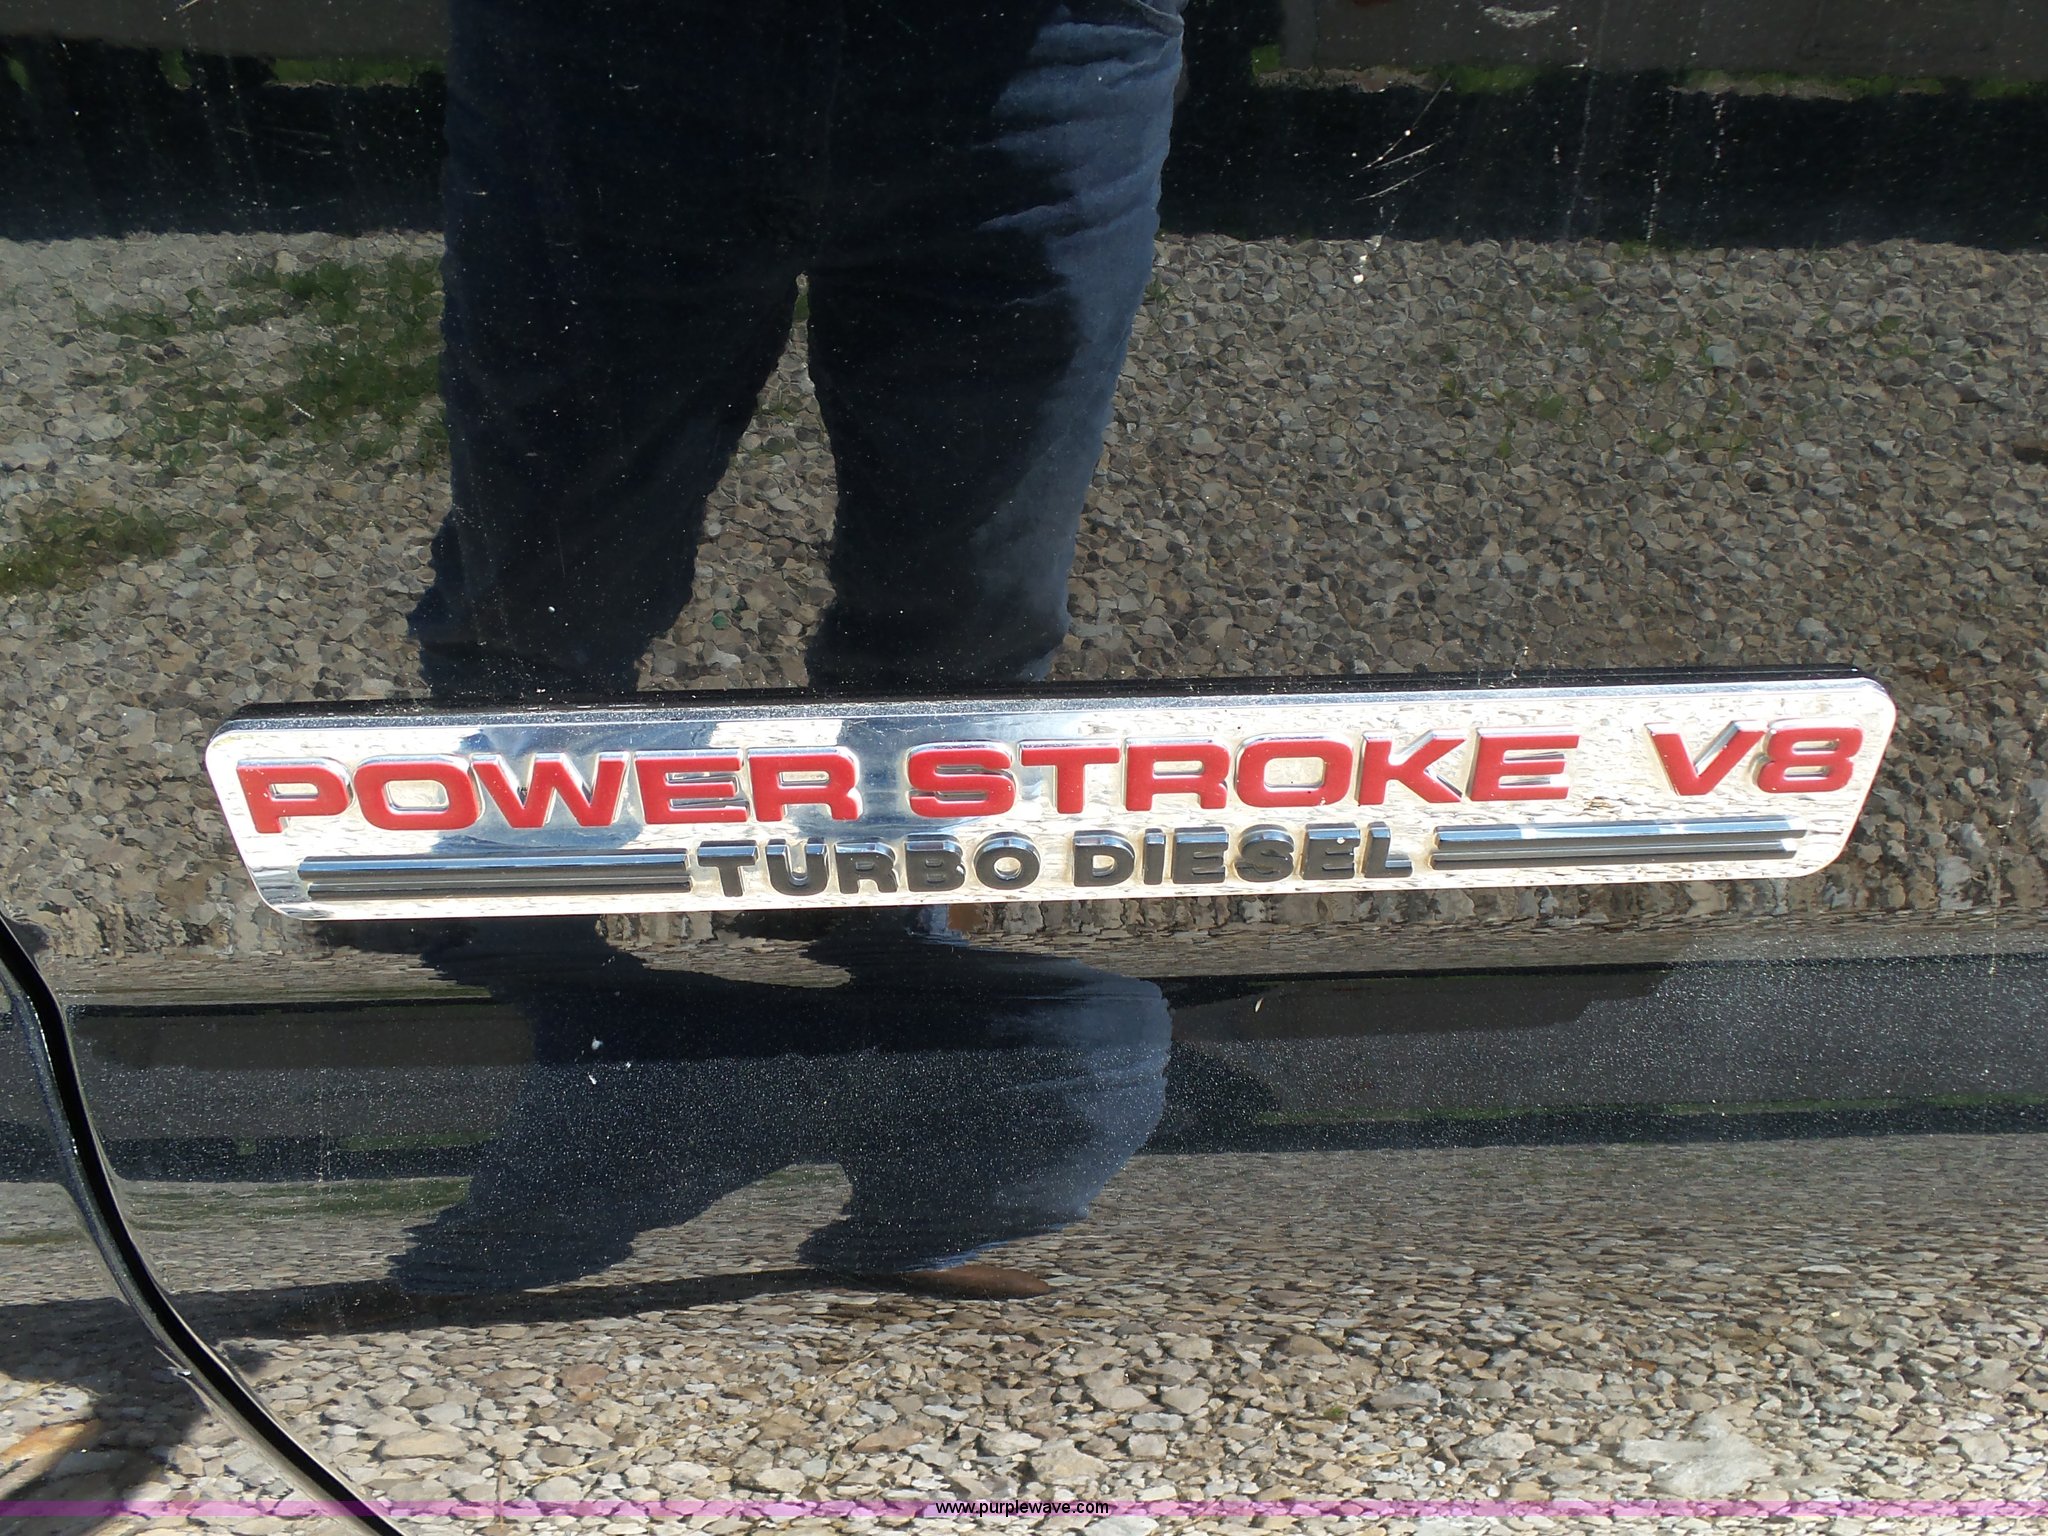 POWER STROKE V8
TURBO DIESEL
www.purplewave.com